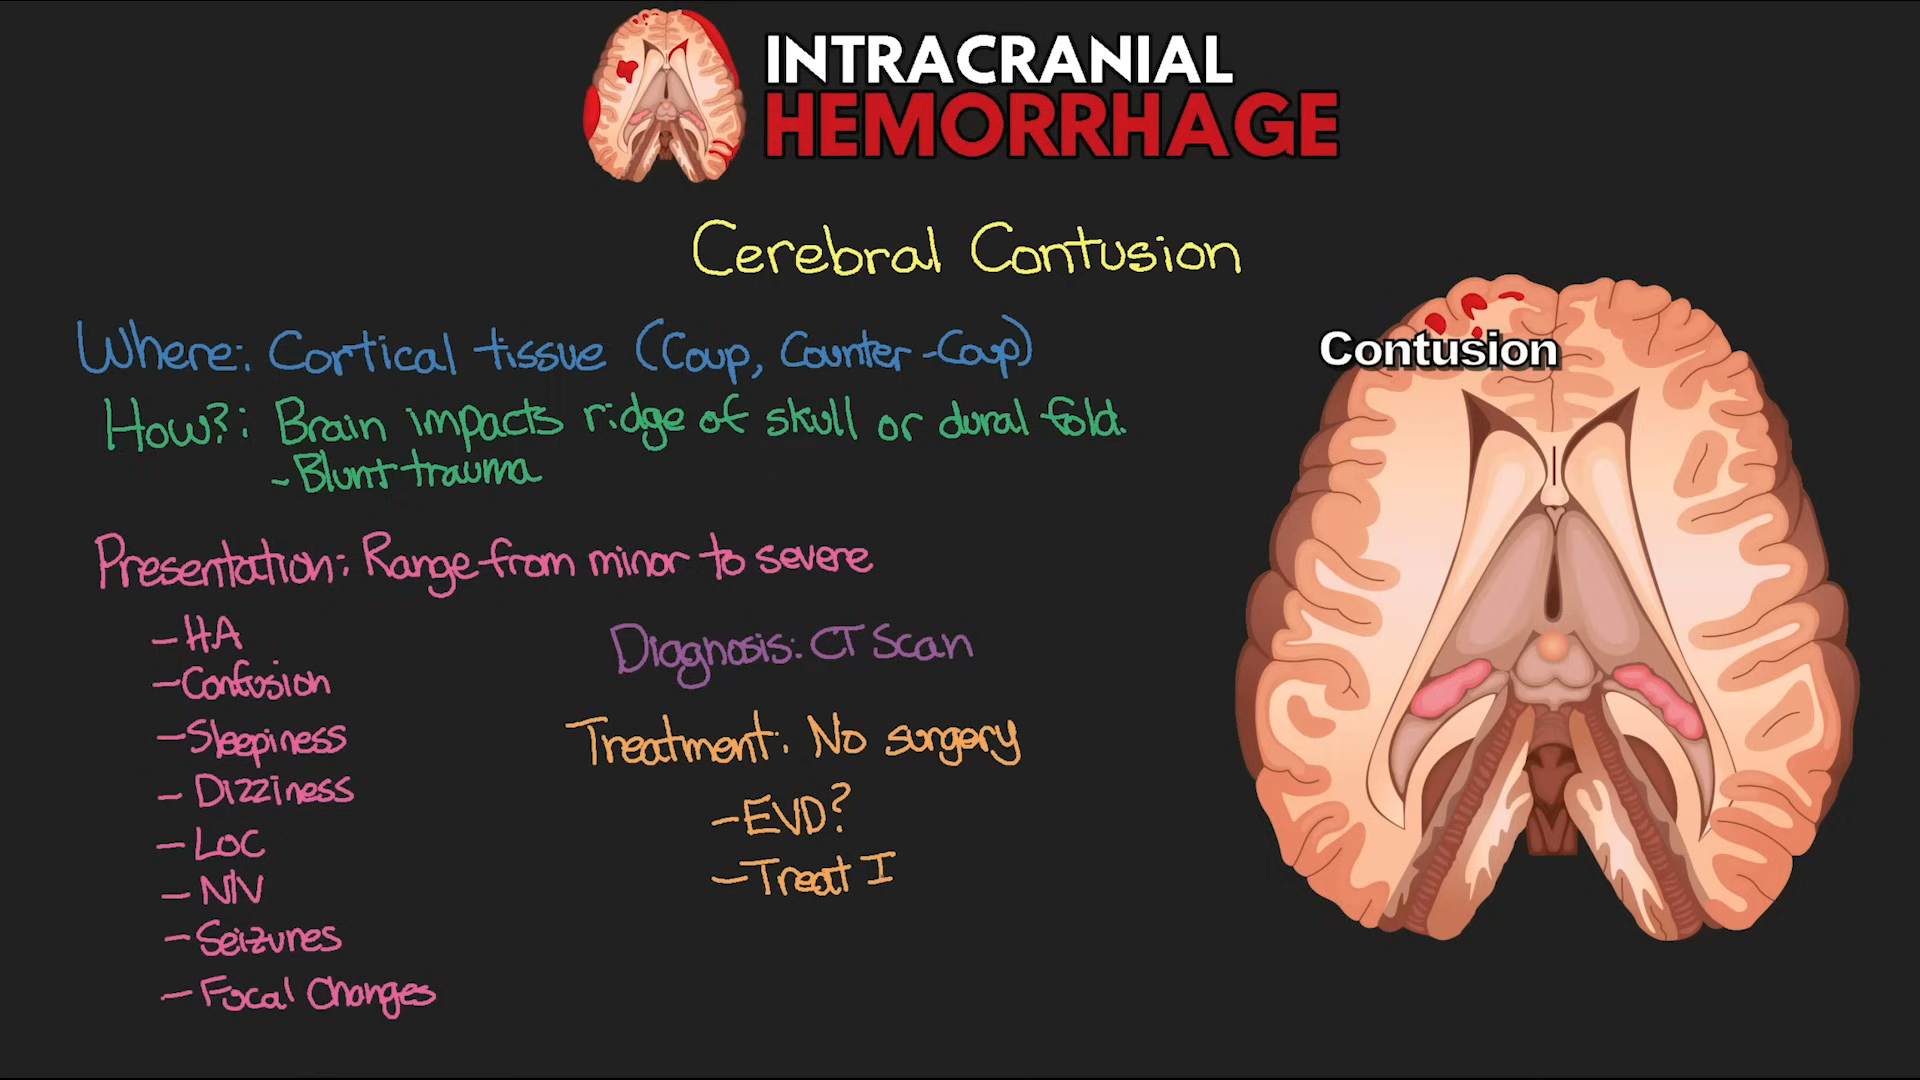 INTRACRANIAL
HEMORRHAGE
Cerebral Contusion
Where: Cortical tissue (Coup, Counter-Coup)
How?: Brain impacts ridge of skull or dural fold.
- Blunt trauma
Presentation: Range from minor to severe
- HA
- Confusion
- Sleepiness
- Dizziness
- LOC
- N/V
- Seizures
- Focal Changes
Diagnosis: CT Scan
Treatment: No surgery
- EVD?
- Treat I
Contusion